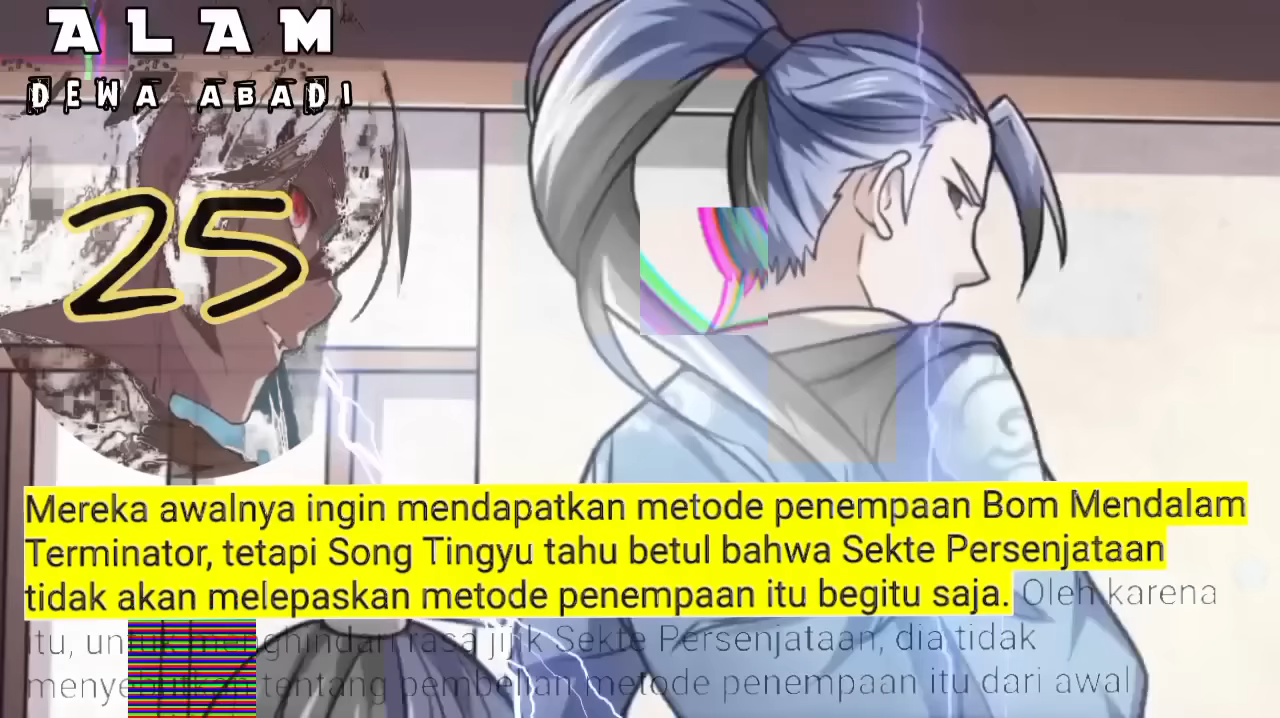 ALAM
DEWA ABADI
25
Mereka awalnya ingin mendapatkan metode penempaan Bom Mendalam
Terminator, tetapi Song Tingyu tahu betul bahwa Sekte Persenjataan
tidak akan melepaskan metode penempaan itu begitu saja. Oleh karena
itu, untuk menghindari rasa jijik Sekte Persenjataan, dia tidak
menyebutkan tentang pembelian metode penempaan itu dari awal